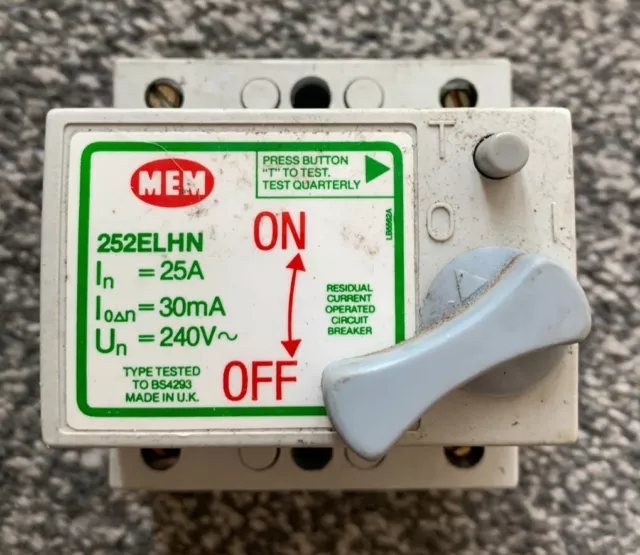 MEM
PRESS BUTTON
"T" TO TEST.
TEST QUARTERLY
252ELHN
In = 25A
IoΔn = 30mA
Un = 240V~
TYPE TESTED
TO BS4293
MADE IN U.K.
ON
OFF
RESIDUAL
CURRENT
OPERATED
CIRCUIT
BREAKER
T
O
I